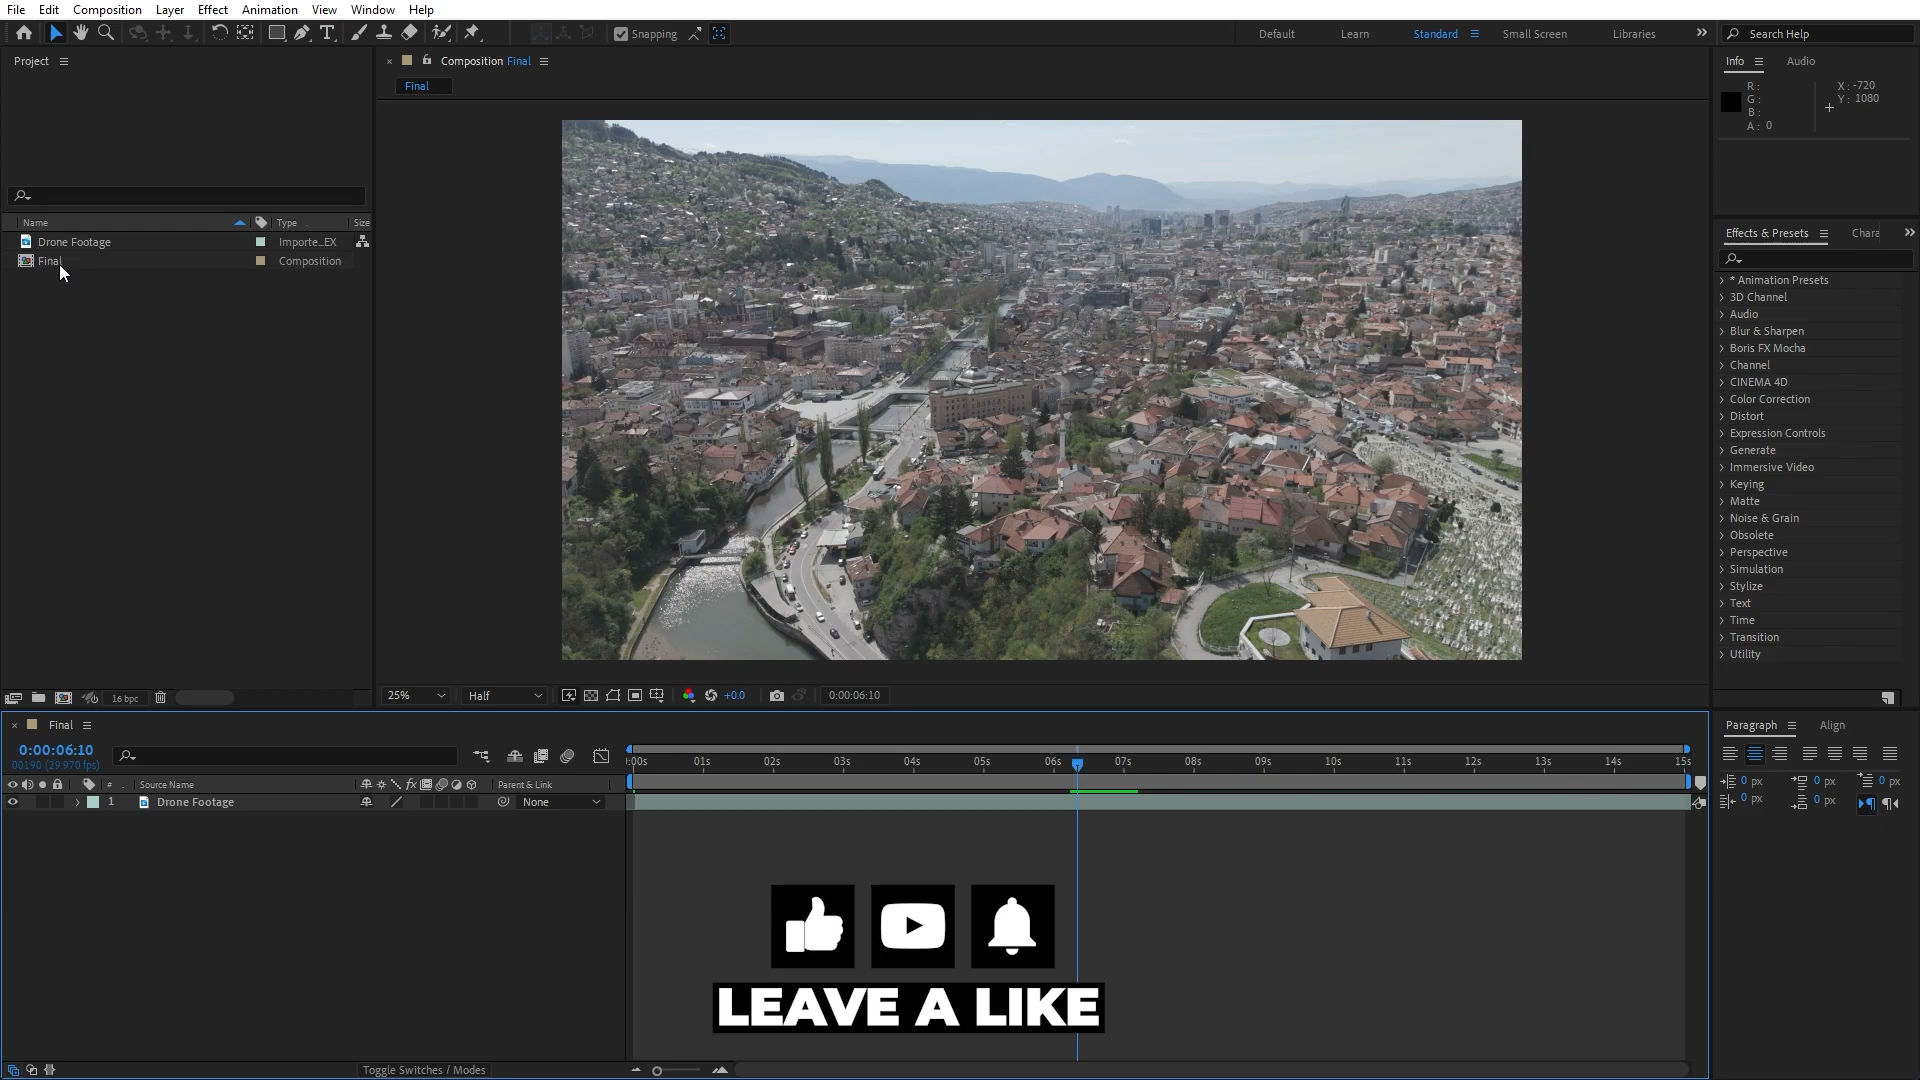 File Edit Composition Layer Effect Animation View Window Help
Snapping
Default Learn Standard Small Screen Libraries
Search Help
Project
Name Type Size
Drone Footage Importe...EX
Final Composition
16 bpc
Composition Final
Final
25% Half +0.0 0:00:06:10
Info Audio
R : X : -720
G : Y : 1080
B :
A : 0
Effects & Presets Chara
* Animation Presets
3D Channel
Audio
Blur & Sharpen
Boris FX Mocha
Channel
CINEMA 4D
Color Correction
Distort
Expression Controls
Generate
Immersive Video
Keying
Matte
Noise & Grain
Obsolete
Perspective
Simulation
Stylize
Text
Time
Transition
Utility
Final
0:00:06:10
00190 (29.970 fps)
# Source Name fx Parent & Link
1 Drone Footage None
:00s 01s 02s 03s 04s 05s 06s 07s 08s 09s 10s 11s 12s 13s 14s 15s
LEAVE A LIKE
Toggle Switches / Modes
Paragraph Align
0 px 0 px 0 px
0 px 0 px